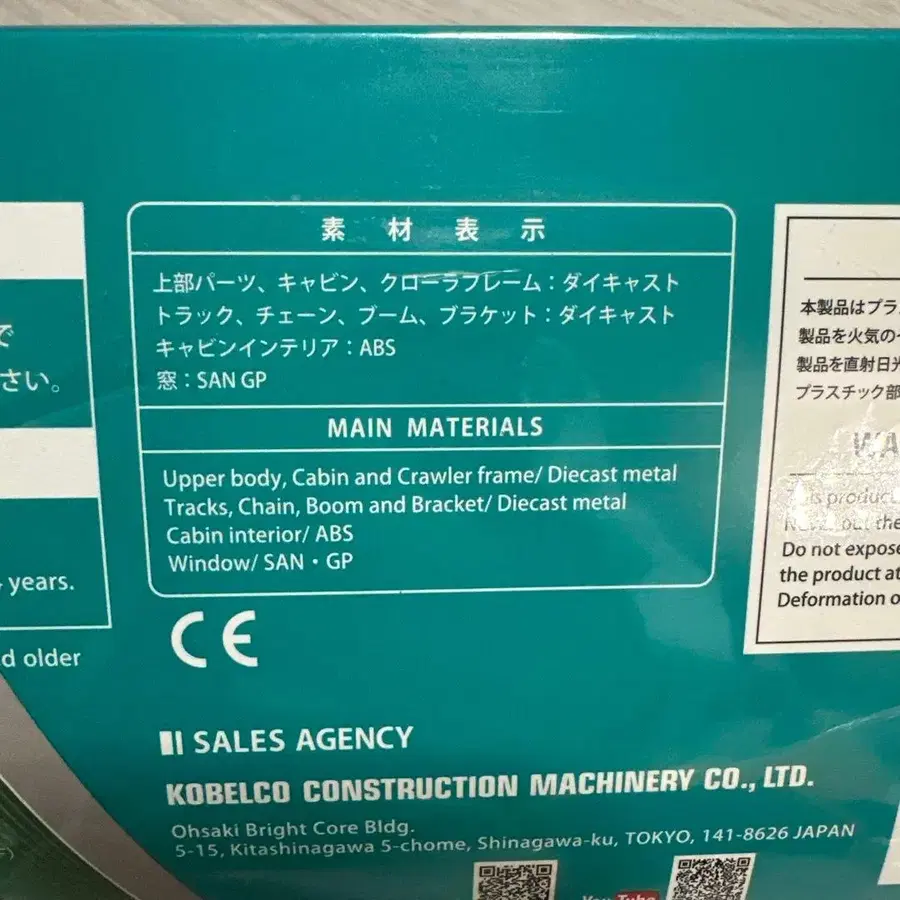 素材表示
上部パーツ、キャビン、クローラフレーム：ダイキャスト
トラック、チェーン、ブーム、ブラケット：ダイキャスト
キャビンインテリア：ABS
窓：SAN GP
MAIN MATERIALS
Upper body, Cabin and Crawler frame/ Diecast metal
Tracks, Chain, Boom and Bracket/ Diecast metal
Cabin interior/ ABS
Window/ SAN・GP
CE
SALES AGENCY
KOBELCO CONSTRUCTION MACHINERY CO., LTD.
Ohsaki Bright Core Bldg.
5-15, Kitashinagawa 5-chome, Shinagawa-ku, TOKYO, 141-8626 JAPAN
YouTube
で
さい。
years.
d older
本製品はプラ
製品を火気の
製品を直射日光
プラスチック部
WA
product
the
Do not expose
the product at
Deformation o